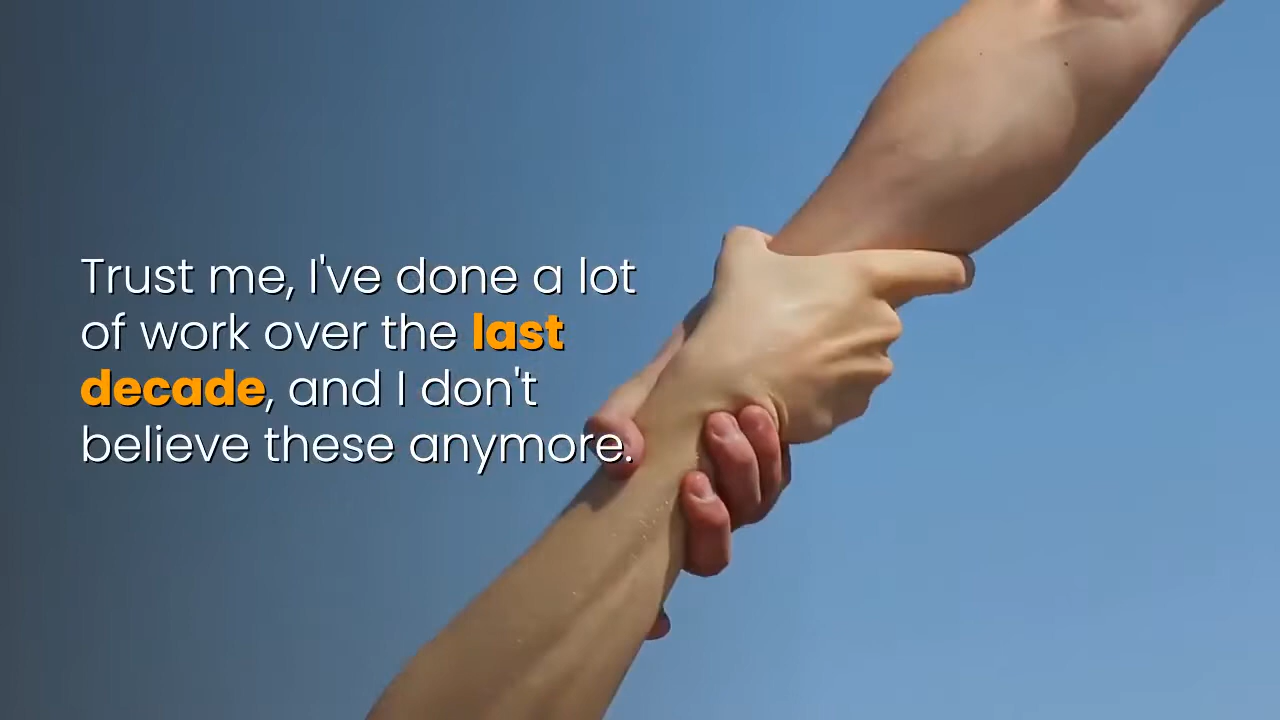 Trust me, I've done a lot
of work over the last
decade, and I don't
believe these anymore.